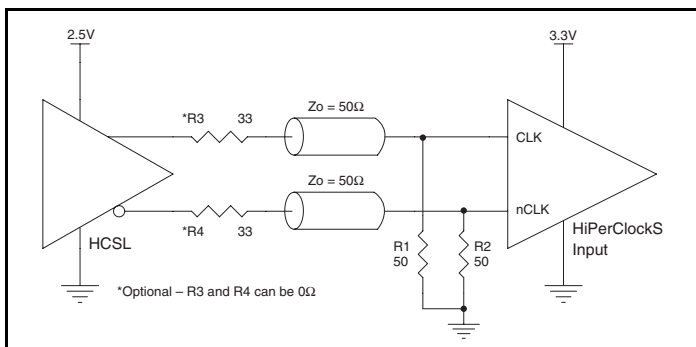 2.5V
3.3V
*R3 33
Zo = 50Ω
CLK
Zo = 50Ω
nCLK
*R4 33
HCSL
R1
50
R2
50
HiPerClockS
Input
*Optional – R3 and R4 can be 0Ω